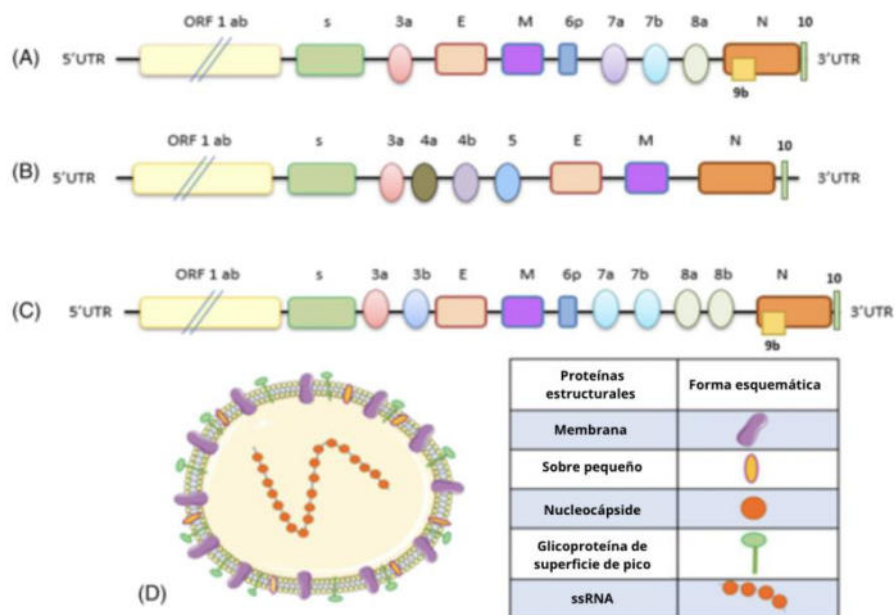 ORF 1 ab s 3a E M 6p 7a 7b 8a N 10
(A) 5'UTR 3'UTR
9b
ORF 1 ab s 3a 4a 4b 5 E M N 10
(B) 5'UTR 3'UTR
ORF 1 ab s 3a 3b E M 6p 7a 7b 8a 8b N 10
(C) 5'UTR 3'UTR
9b
(D)
Proteínas estructurales Forma esquemática
Membrana
Sobre pequeño
Nucleocápside
Glicoproteína de
superficie de pico
ssRNA